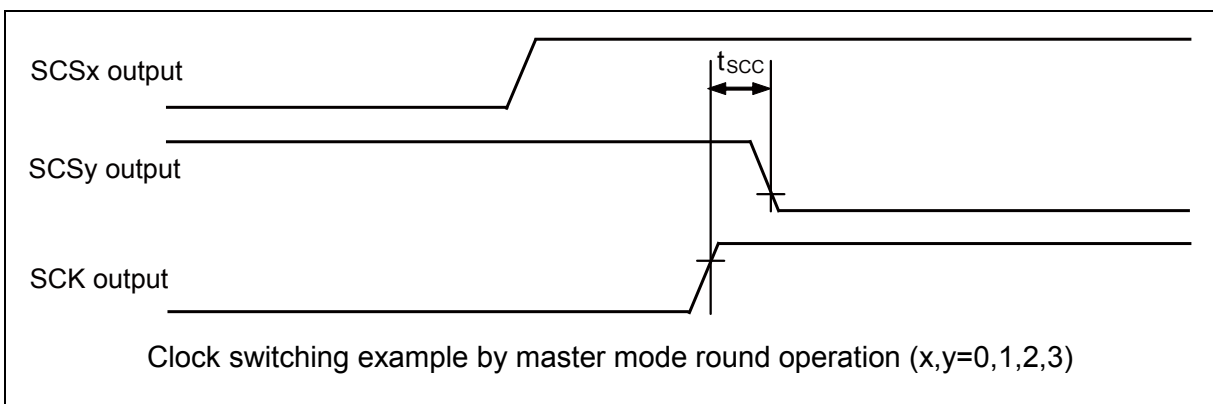 SCSx output
tSCC
SCSy output
SCK output
Clock switching example by master mode round operation (x,y=0,1,2,3)